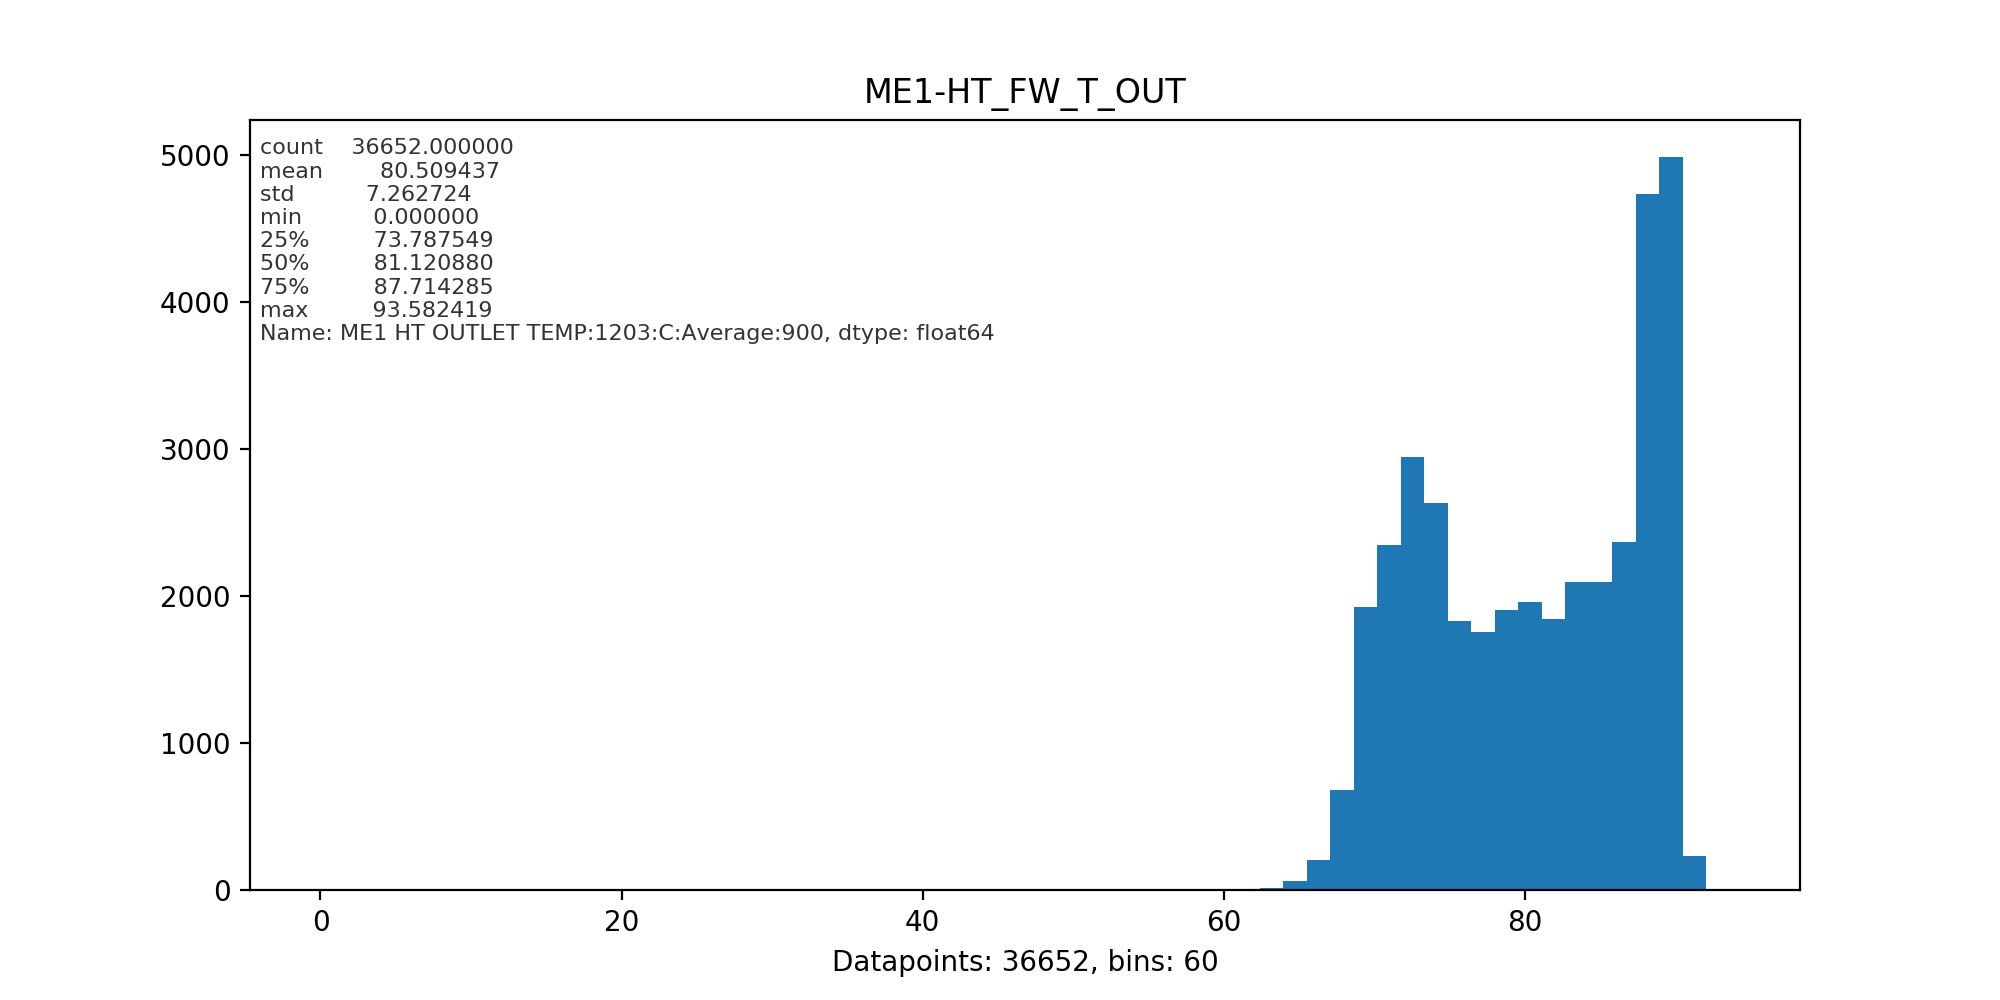 ME1-HT_FW_T_OUT
count 36652.000000
mean 80.509437
std 7.262724
min 0.000000
25% 73.787549
50% 81.120880
75% 87.714285
max 93.582419
Name: ME1 HT OUTLET TEMP:1203:C:Average:900, dtype: float64
5000
4000
3000
2000
1000
0
0 20 40 60 80
Datapoints: 36652, bins: 60